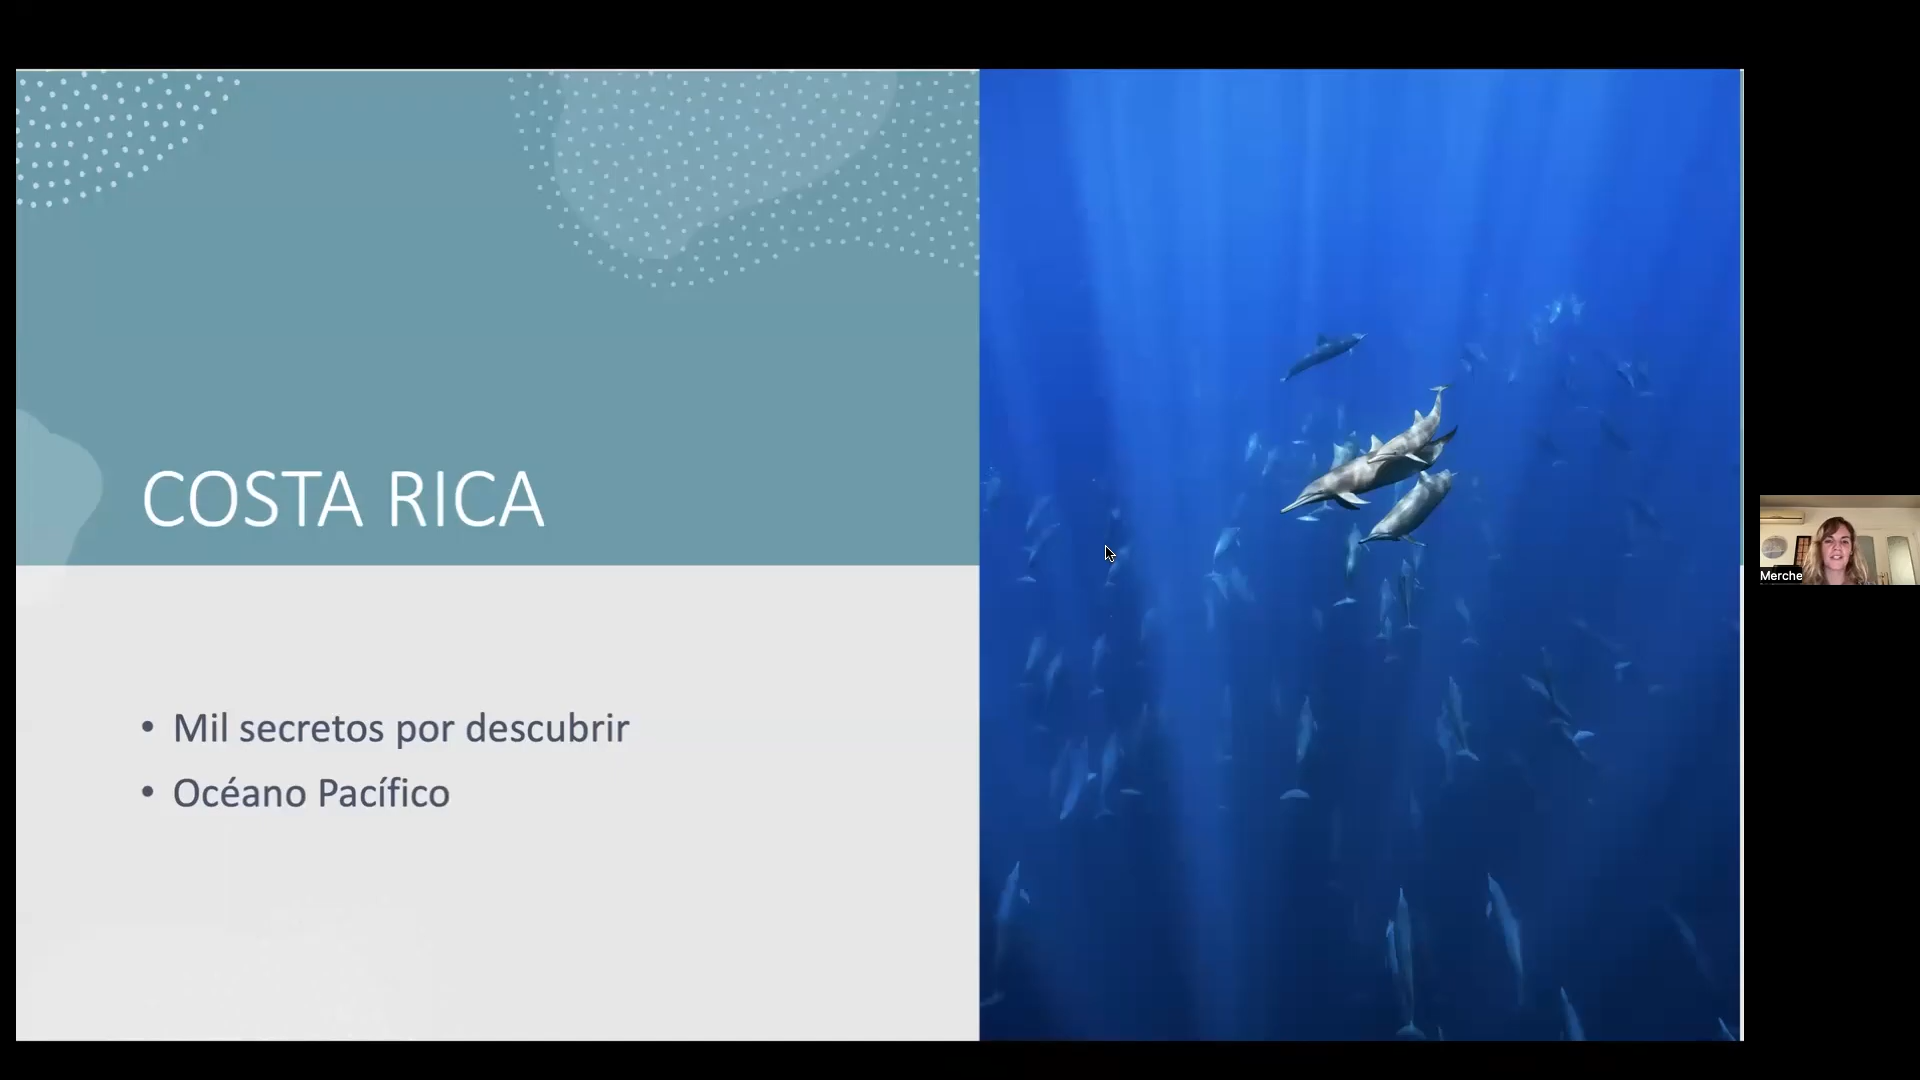 COSTA RICA
• Mil secretos por descubrir
• Océano Pacífico
Merche